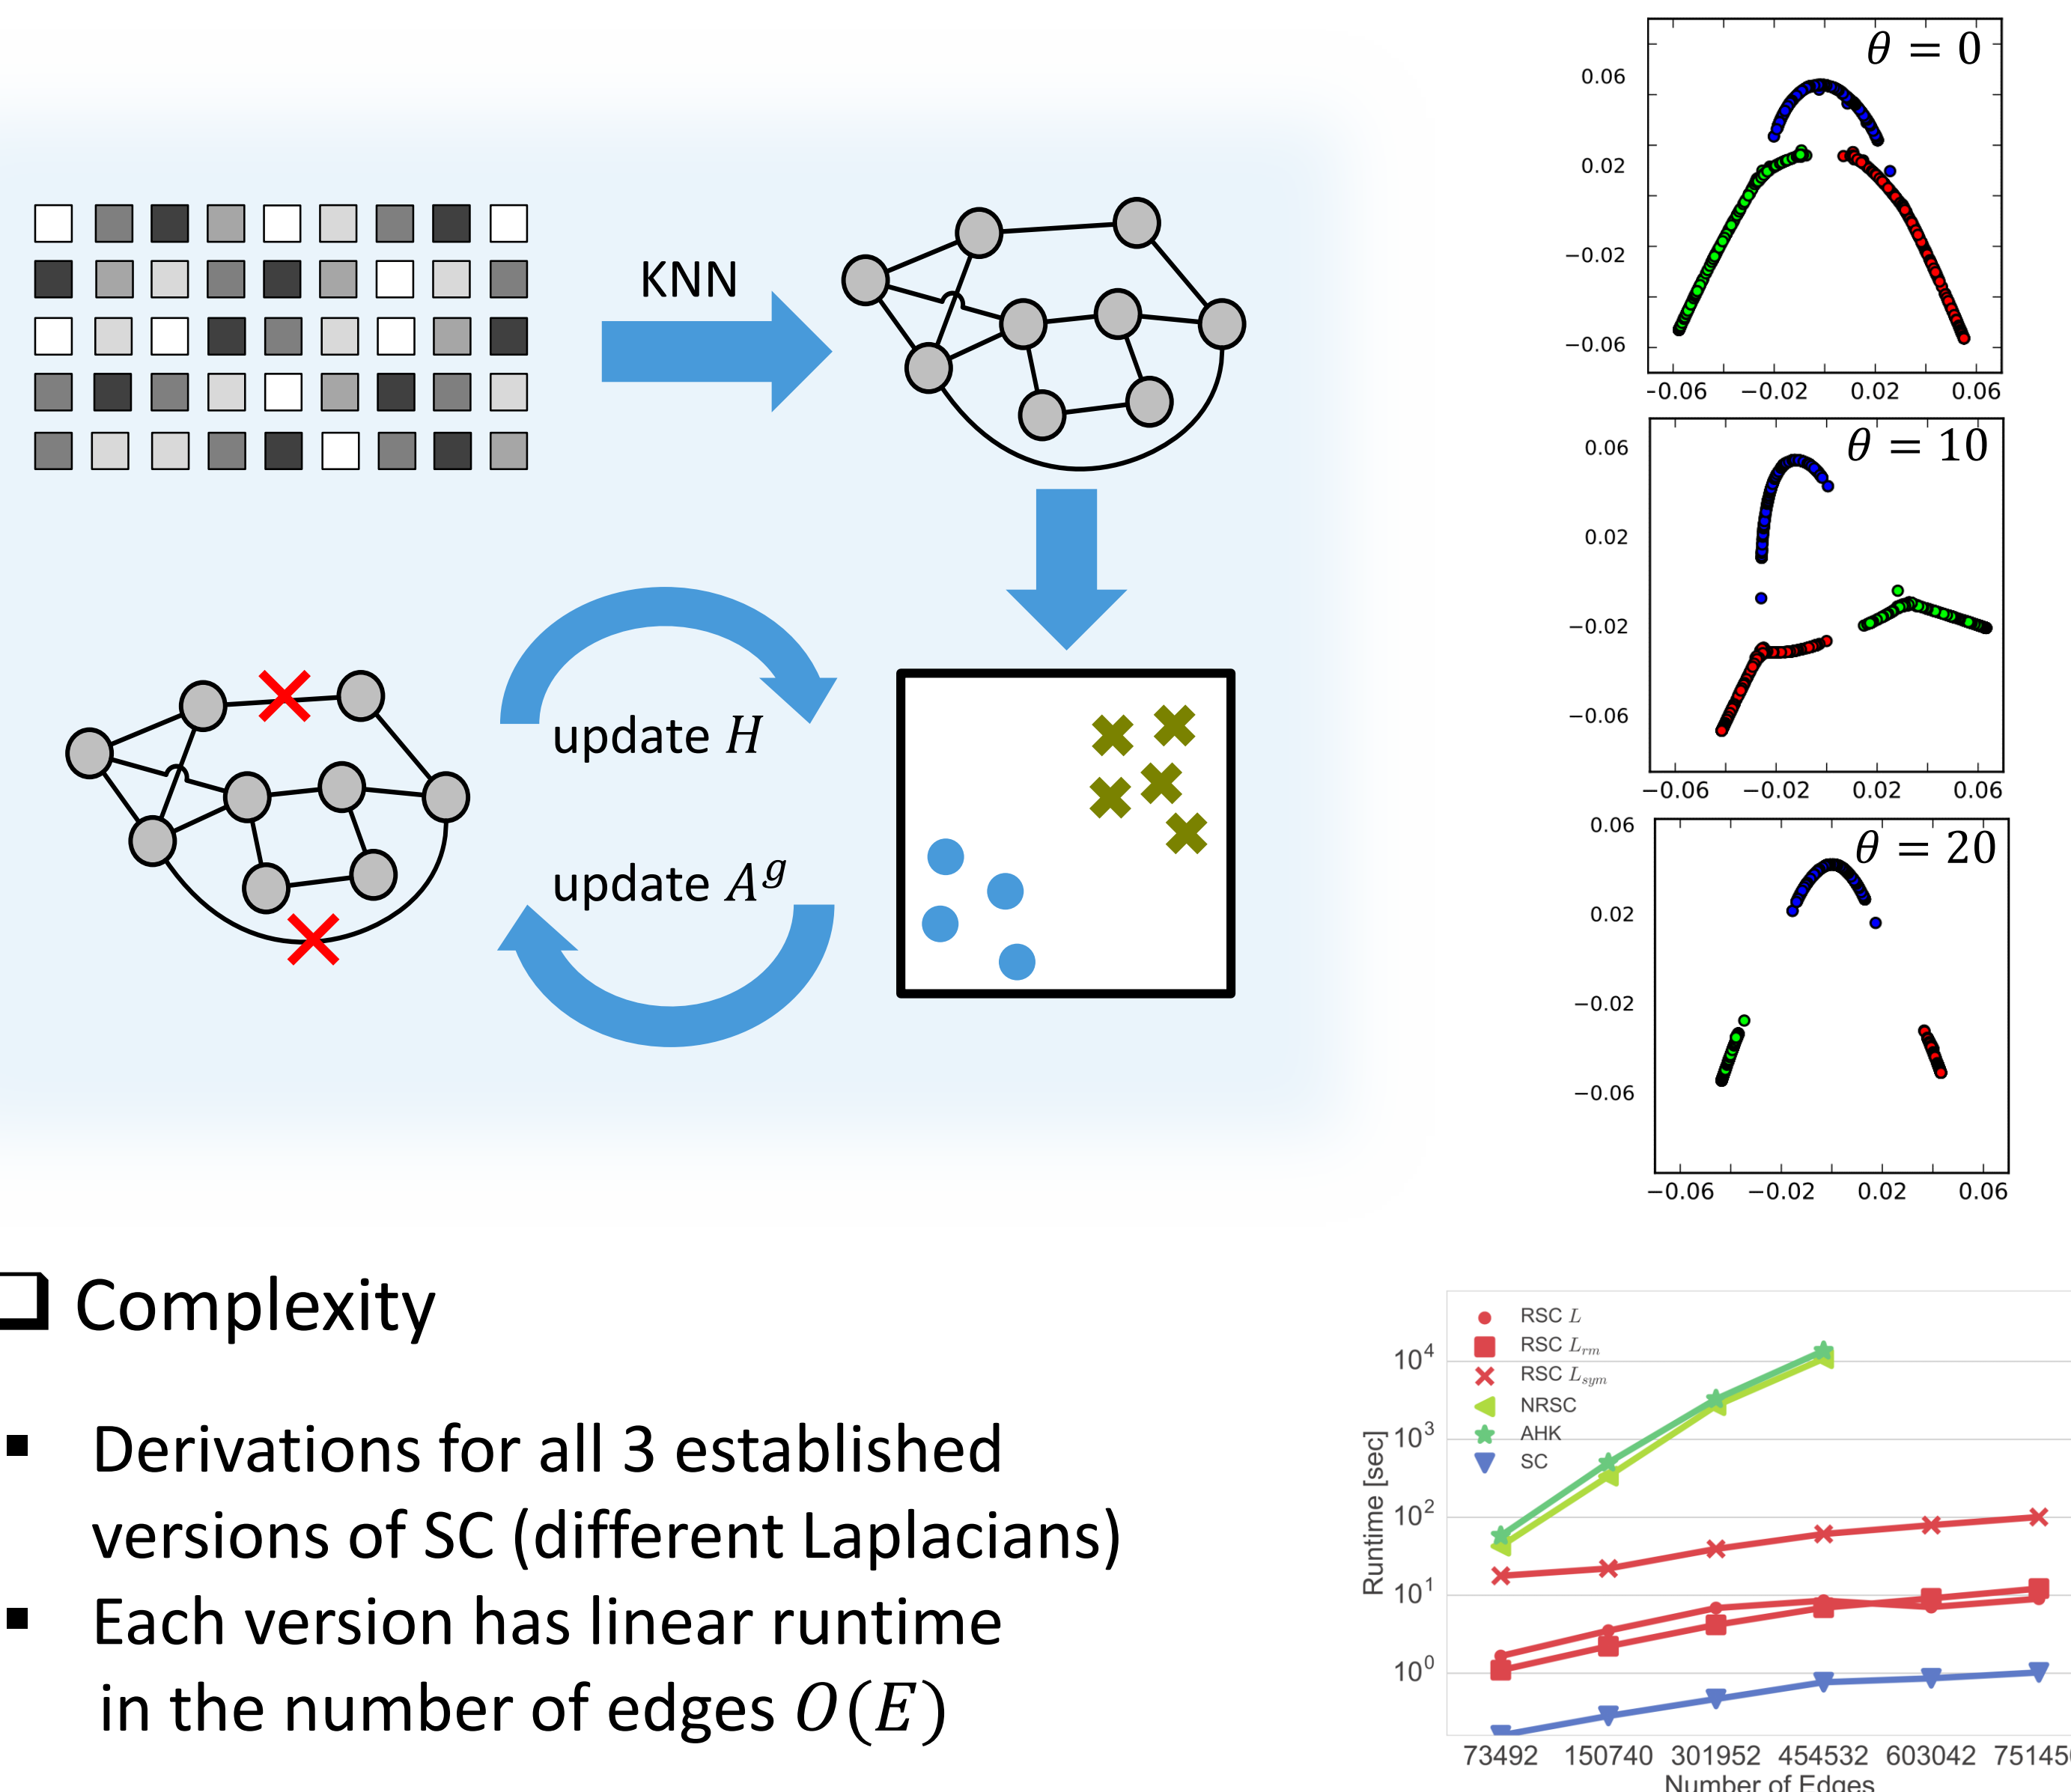 KNN
update H
update A^g
θ = 0
0.06
0.02
−0.02
−0.06
−0.06 −0.02 0.02 0.06
θ = 10
0.06
0.02
−0.02
−0.06
−0.06 −0.02 0.02 0.06
θ = 20
0.06
0.02
−0.02
−0.06
−0.06 −0.02 0.02 0.06
Complexity
▪ Derivations for all 3 established
versions of SC (different Laplacians)
▪ Each version has linear runtime
in the number of edges O(E)
RSC L
RSC L_rm
RSC L_sym
NRSC
AHK
SC
Runtime [sec]
10^4
10^3
10^2
10^1
10^0
73492 150740 301952 454532 603042
Number of Edges